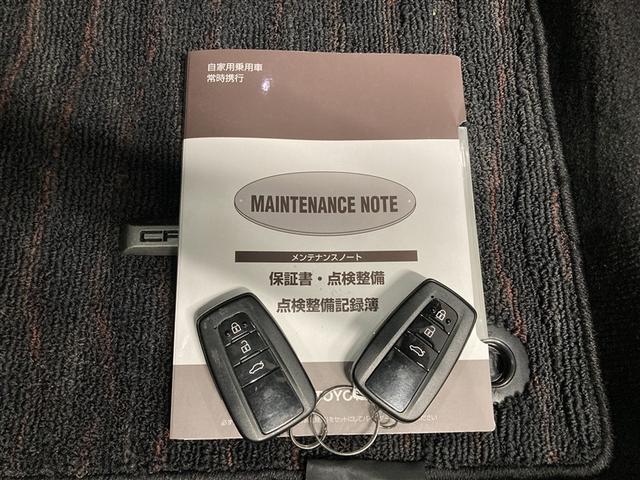 自家用乗用車
常時携行
MAINTENANCE NOTE
メンテナンスノート
保証書・点検整備
点検整備記録簿